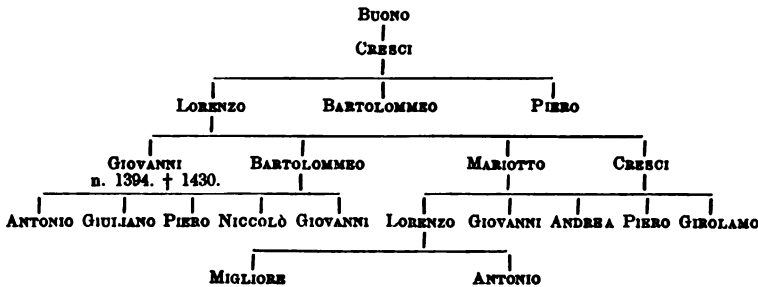 BUONO
CRESCI
LORENZO BARTOLOMMEO PIERO
GIOVANNI BARTOLOMMEO MARIOTTO CRESCI
n. 1394. † 1430.
ANTONIO GIULIANO PIERO NICCOLÒ GIOVANNI LORENZO GIOVANNI ANDREA PIERO GIROLAMO
MIGLIORE ANTONIO